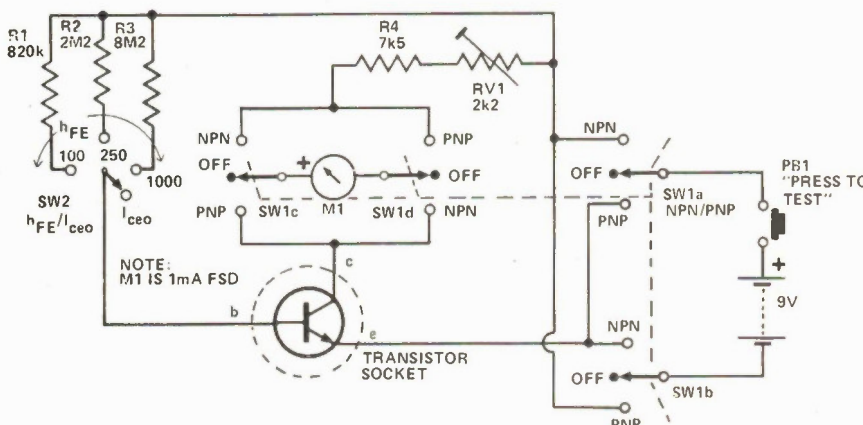 R1
820k
R2
2M2
R3
8M2
R4
7k5
RV1
2k2
hFE
100
250
1000
SW2
hFE/Iceo
Iceo
NPN
OFF
PNP
+
M1
SW1c
SW1d
PNP
OFF
NPN
NOTE:
M1 IS 1mA FSD
b
c
e
TRANSISTOR
SOCKET
NPN
OFF
SW1a
NPN/PNP
PNP
NPN
OFF
SW1b
PNP
PB1
"PRESS TO
TEST"
+
9V